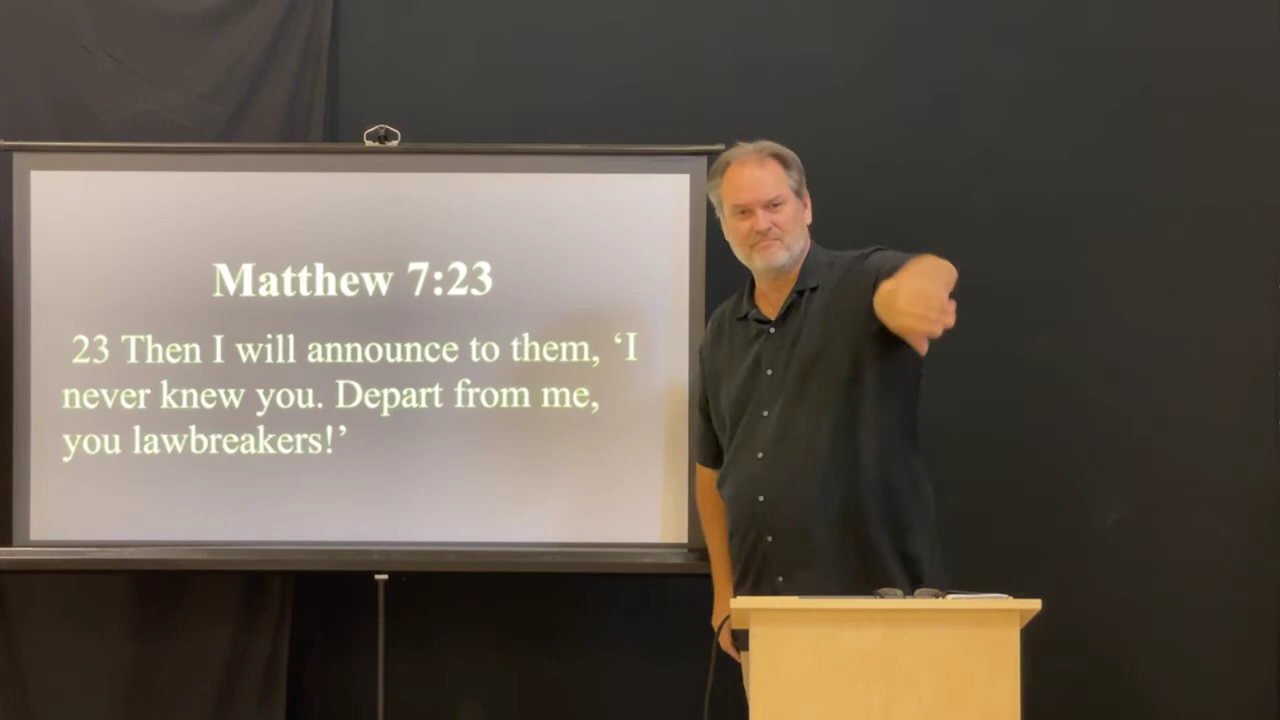 Matthew 7:23
23 Then I will announce to them, ‘I
never knew you. Depart from me,
you lawbreakers!’